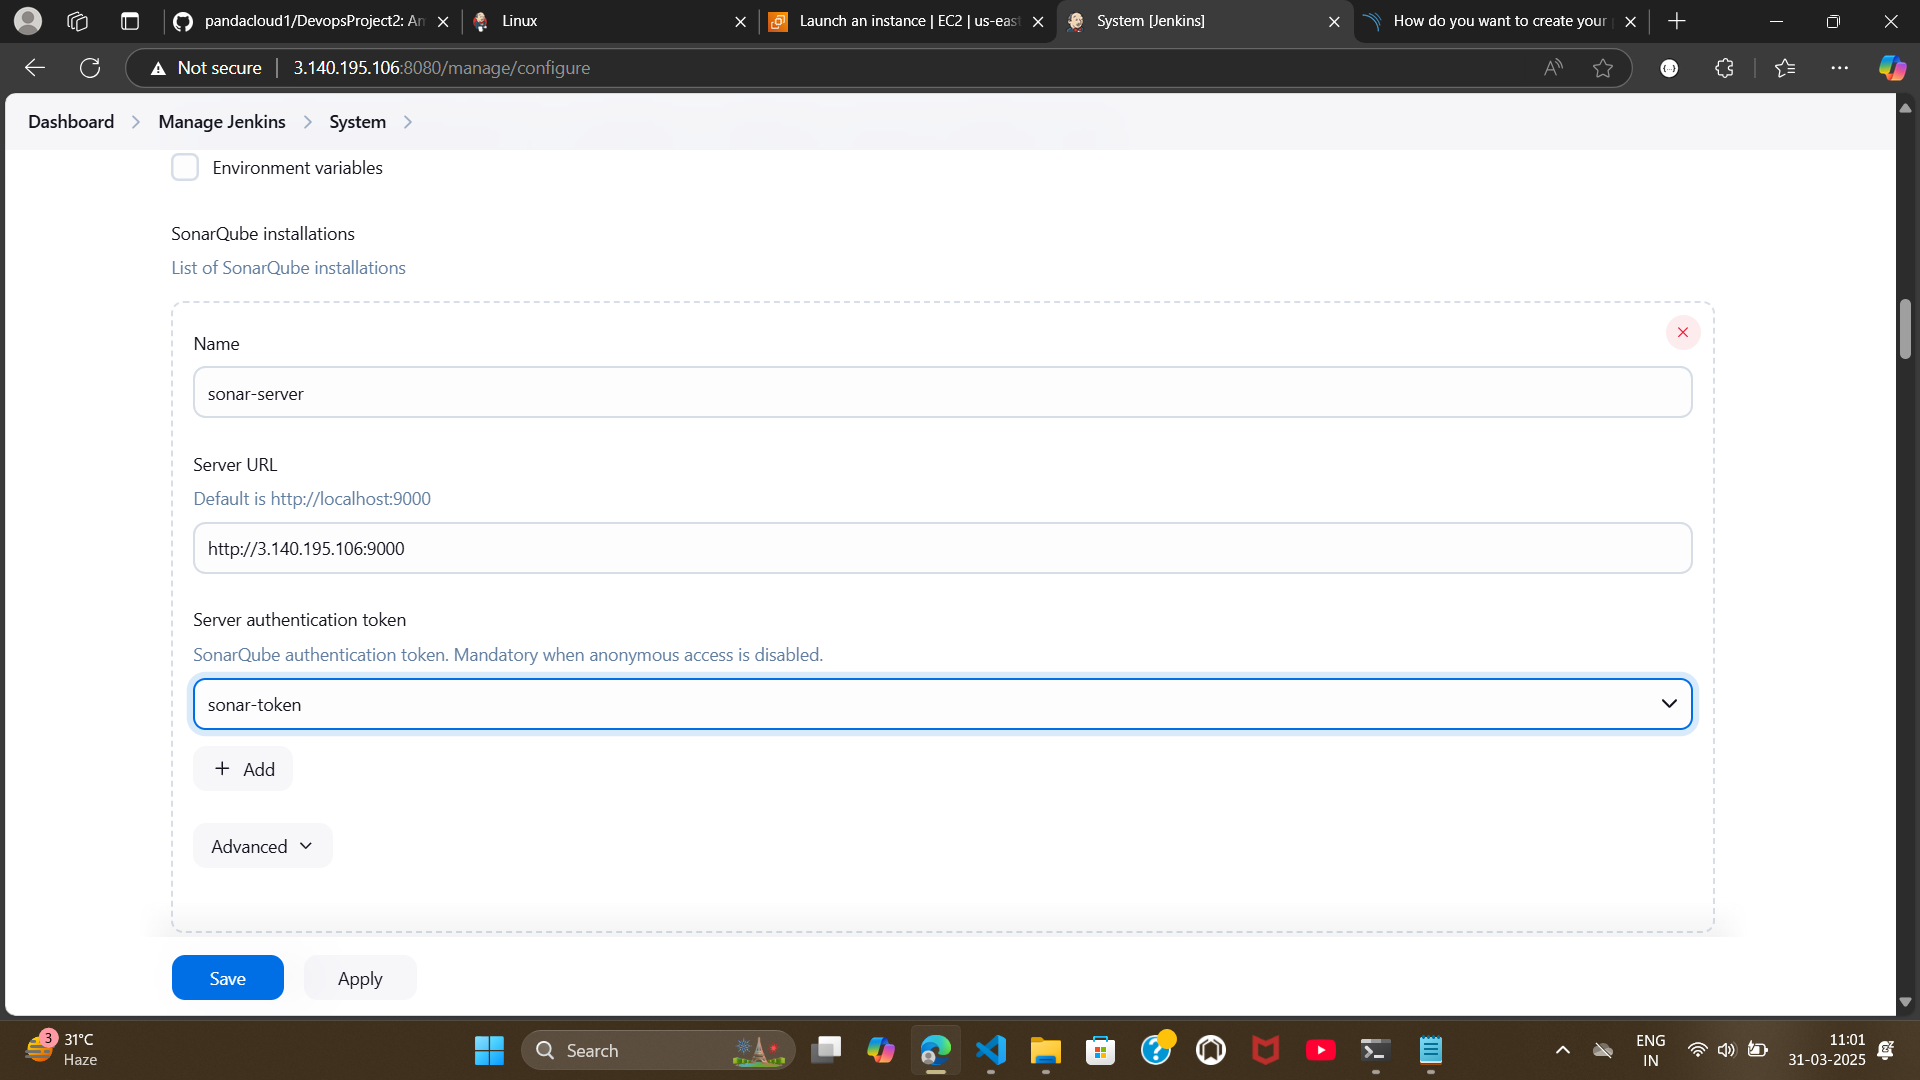 pandacloud1/DevopsProject2: Am
Linux
Launch an instance | EC2 | us-east
System [Jenkins]
How do you want to create your p
Not secure
3.140.195.106:8080/manage/configure
Dashboard
Manage Jenkins
System
Environment variables
SonarQube installations
List of SonarQube installations
Name
sonar-server
Server URL
Default is http://localhost:9000
http://3.140.195.106:9000
Server authentication token
SonarQube authentication token. Mandatory when anonymous access is disabled.
sonar-token
+ Add
Advanced
Save
Apply
3
31°C
Haze
Search
ENG
IN
11:01
31-03-2025